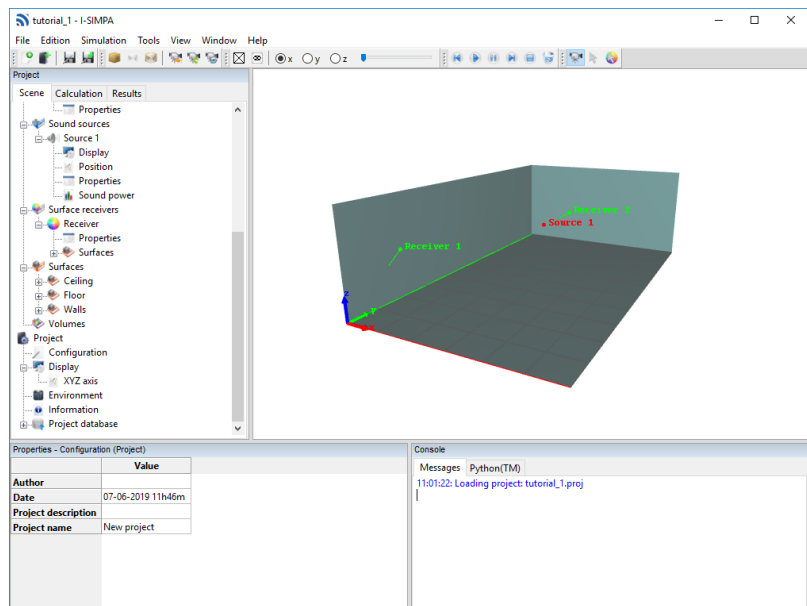 tutorial_1 - I-SIMPA
File Edition Simulation Tools View Window Help
x y z
Project
Scene Calculation Results
Properties
Sound sources
Source 1
Display
Position
Properties
Sound power
Surface receivers
Receiver
Properties
Surfaces
Surfaces
Ceiling
Floor
Walls
Volumes
Project
Configuration
Display
XYZ axis
Environment
Information
Project database
Receiver 1
Source 1
z
Properties - Configuration (Project)
Value
Author
Date 07-06-2019 11h46m
Project description
Project name New project
Console
Messages Python(TM)
11:01:22: Loading project: tutorial_1.proj